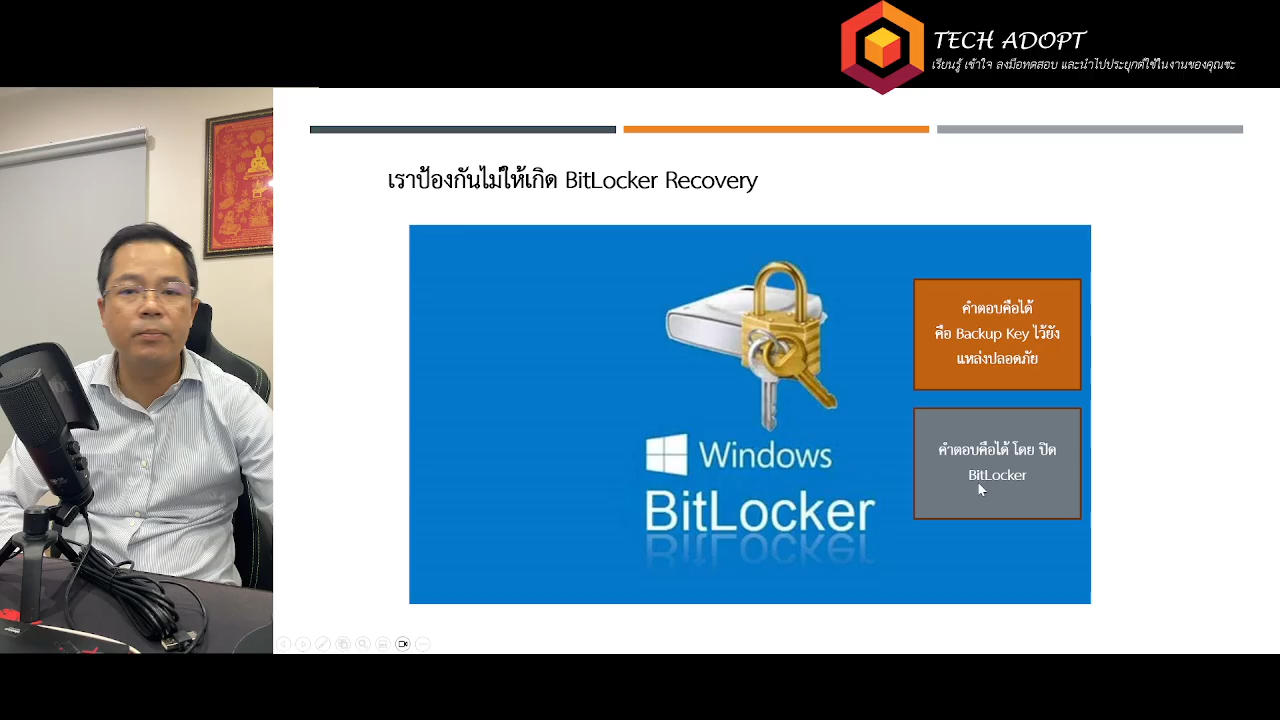 TECH ADOPT
เรียนรู้ เข้าใจ ลงมือทดสอบ และนำไปประยุกต์ใช้ในงานของคุณซะ
เราป้องกันไม่ให้เกิด BitLocker Recovery
คำตอบคือได้
คือ Backup Key ไว้ยัง
แหล่งปลอดภัย
Windows
BitLocker
คำตอบคือได้ โดย ปิด
BitLocker